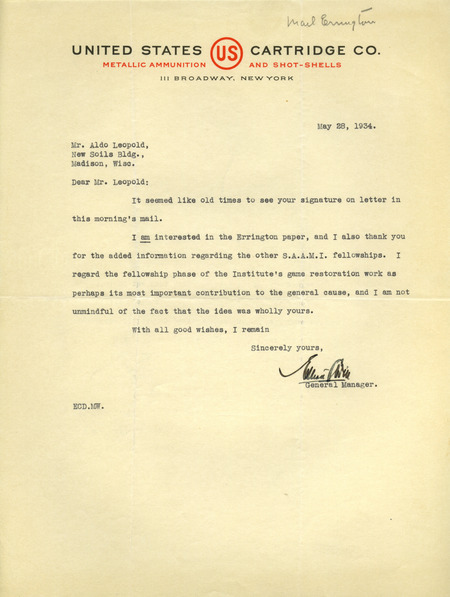 Mail Errington
UNITED STATES US CARTRIDGE CO.
METALLIC AMMUNITION AND SHOT-SHELLS
111 BROADWAY, NEW YORK
May 28, 1934.
Mr. Aldo Leopold,
New Soils Bldg.,
Madison, Wisc.
Dear Mr. Leopold:
It seemed like old times to see your signature on letter in
this morning's mail.
I am interested in the Errington paper, and I also thank you
for the added information regarding the other S.A.A.M.I. fellowships. I
regard the fellowship phase of the Institute's game restoration work as
perhaps its most important contribution to the general cause, and I am not
unmindful of the fact that the idea was wholly yours.
With all good wishes, I remain
Sincerely yours,
General Manager.
ECD.MW.